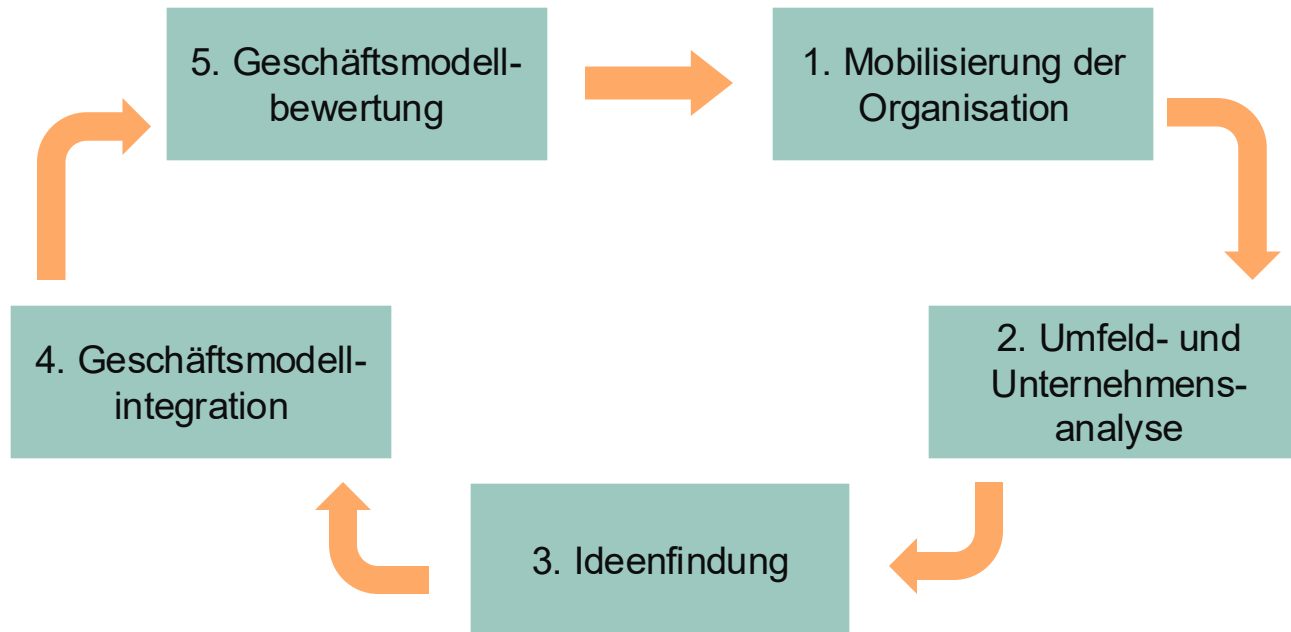 5. Geschäftsmodell-
bewertung
1. Mobilisierung der
Organisation
2. Umfeld- und
Unternehmens-
analyse
3. Ideenfindung
4. Geschäftsmodell-
integration